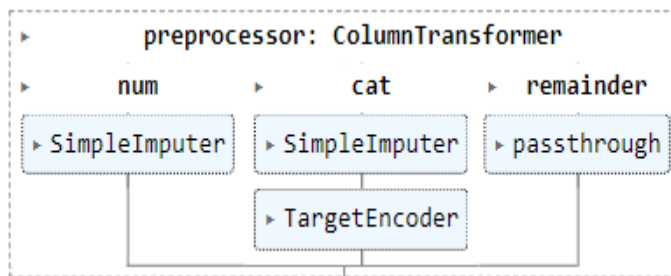 preprocessor: ColumnTransformer
num cat remainder
SimpleImputer SimpleImputer passthrough
TargetEncoder